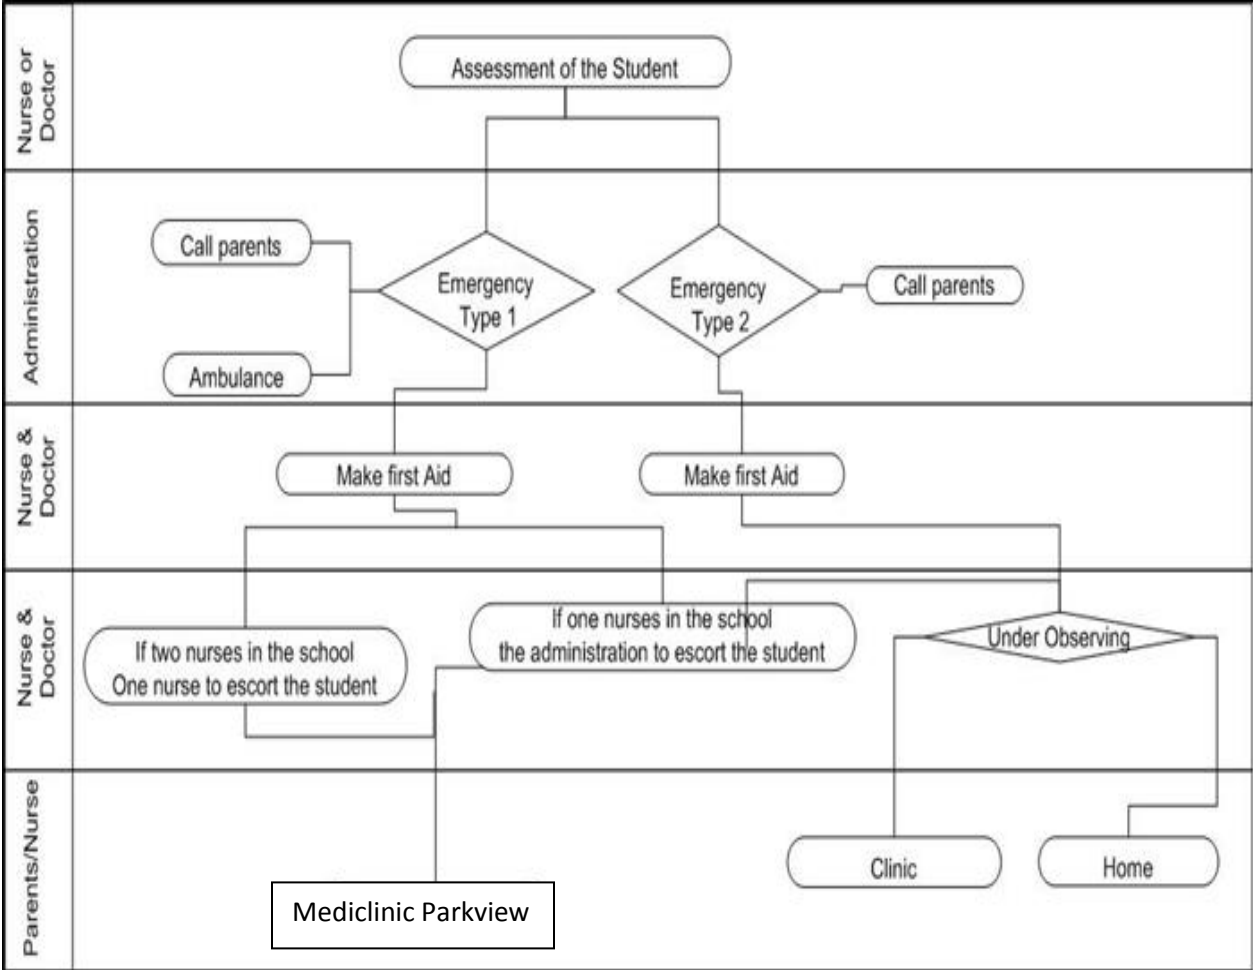 Nurse or
Doctor
Assessment of the Student
Administration
Call parents
Emergency
Type 1
Emergency
Type 2
Call parents
Ambulance
Nurse &
Doctor
Make first Aid
Make first Aid
Nurse &
Doctor
If two nurses in the school
One nurse to escort the student
If one nurses in the school
the administration to escort the student
Under Observing
Parents/Nurse
Mediclinic Parkview
Clinic
Home